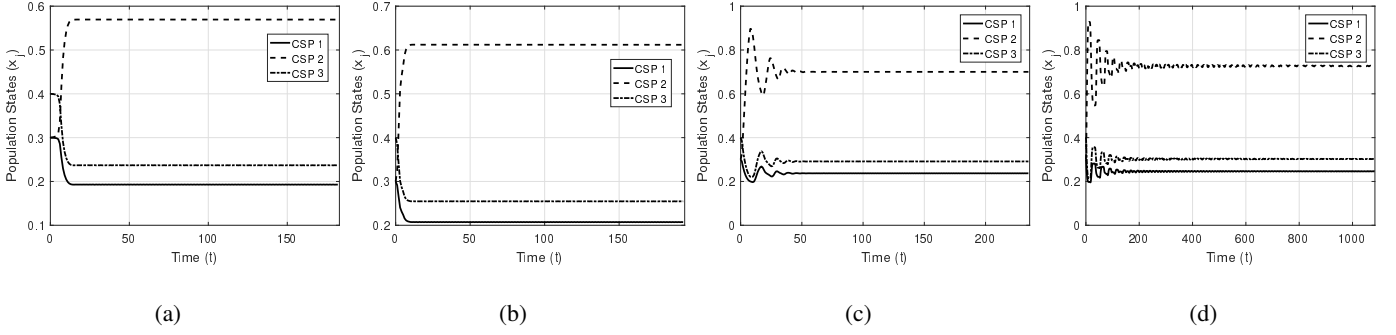 0.6
0.5
0.4
0.3
0.2
0.1
0
50
100
150
Population States (x_j)
Time (t)
CSP 1
CSP 2
CSP 3
(a)
0.7
0.6
0.5
0.4
0.3
0.2
0
50
100
150
Population States (x_j)
Time (t)
CSP 1
CSP 2
CSP 3
(b)
1
0.8
0.6
0.4
0.2
0
0
50
100
150
200
Population States (x_j)
Time (t)
CSP 1
CSP 2
CSP 3
(c)
1
0.8
0.6
0.4
0.2
0
0
200
400
600
800
1000
Population States (x_j)
Time (t)
CSP 1
CSP 2
CSP 3
(d)